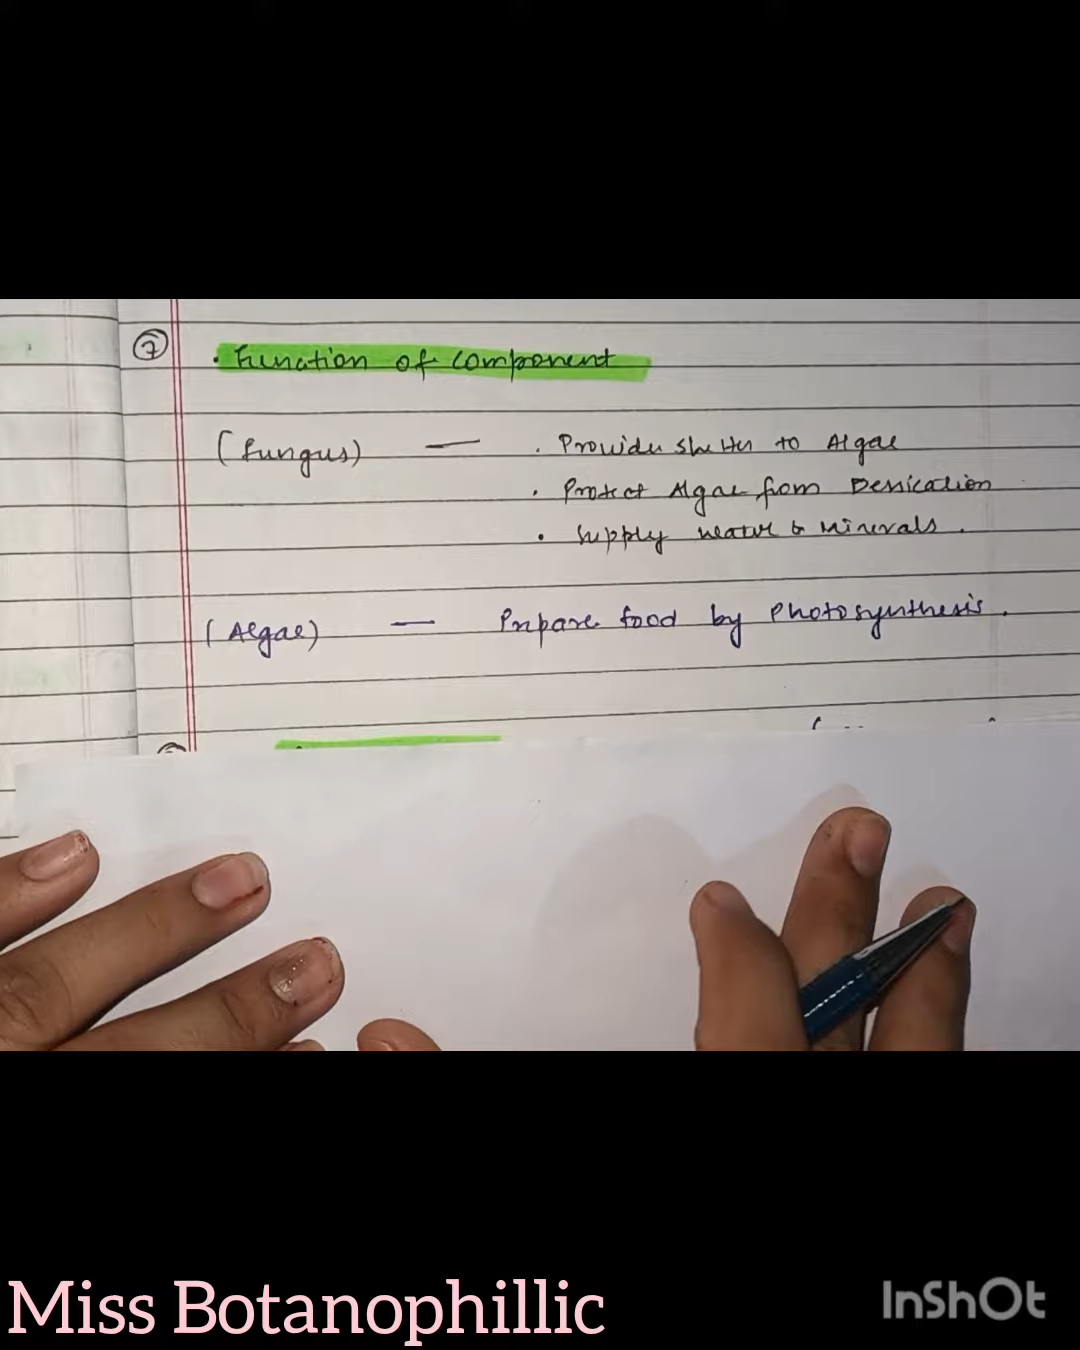 7 • Function of component
(Fungus) — • Provides shelter to Algae
• Protect Algae from Dessication
• Supply water & Minerals.
(Algae) — Prepare food by Photosynthesis.
Miss Botanophillic
InShOt